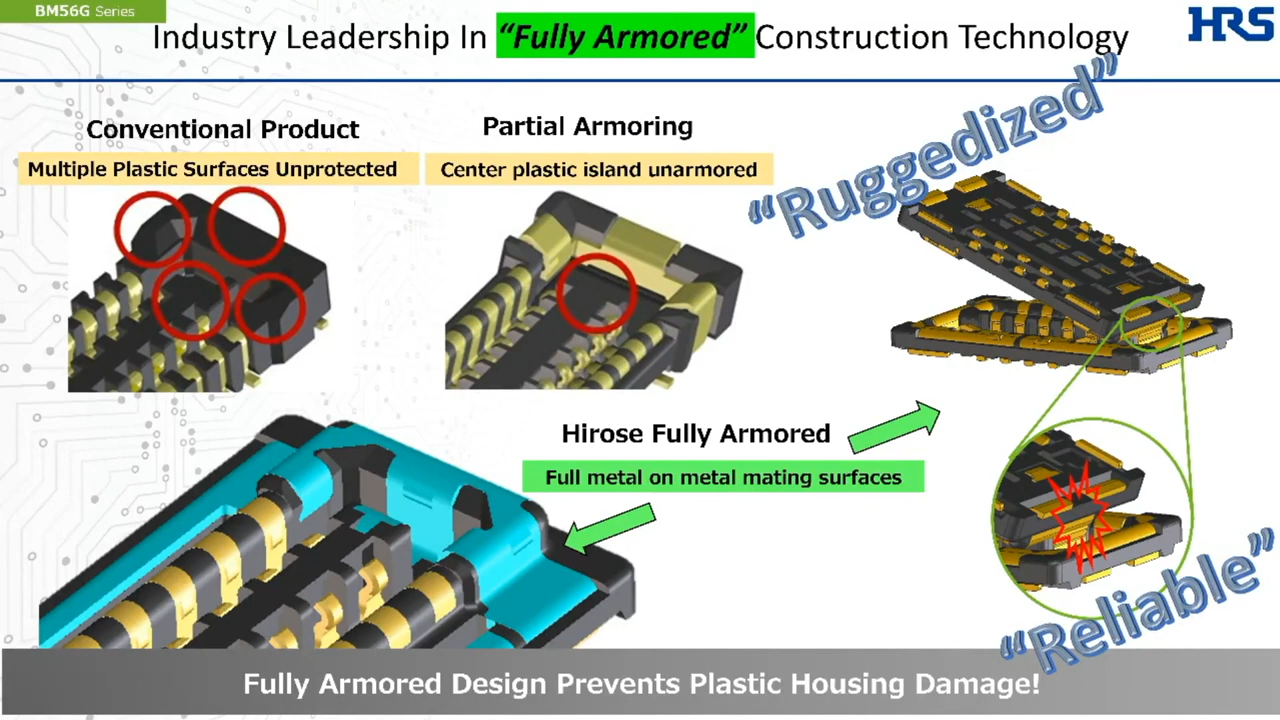 BM56G Series
Industry Leadership In “Fully Armored” Construction Technology
HRS
Conventional Product
Multiple Plastic Surfaces Unprotected
Partial Armoring
Center plastic island unarmored
“Ruggedized”
Hirose Fully Armored
Full metal on metal mating surfaces
“Reliable”
Fully Armored Design Prevents Plastic Housing Damage!